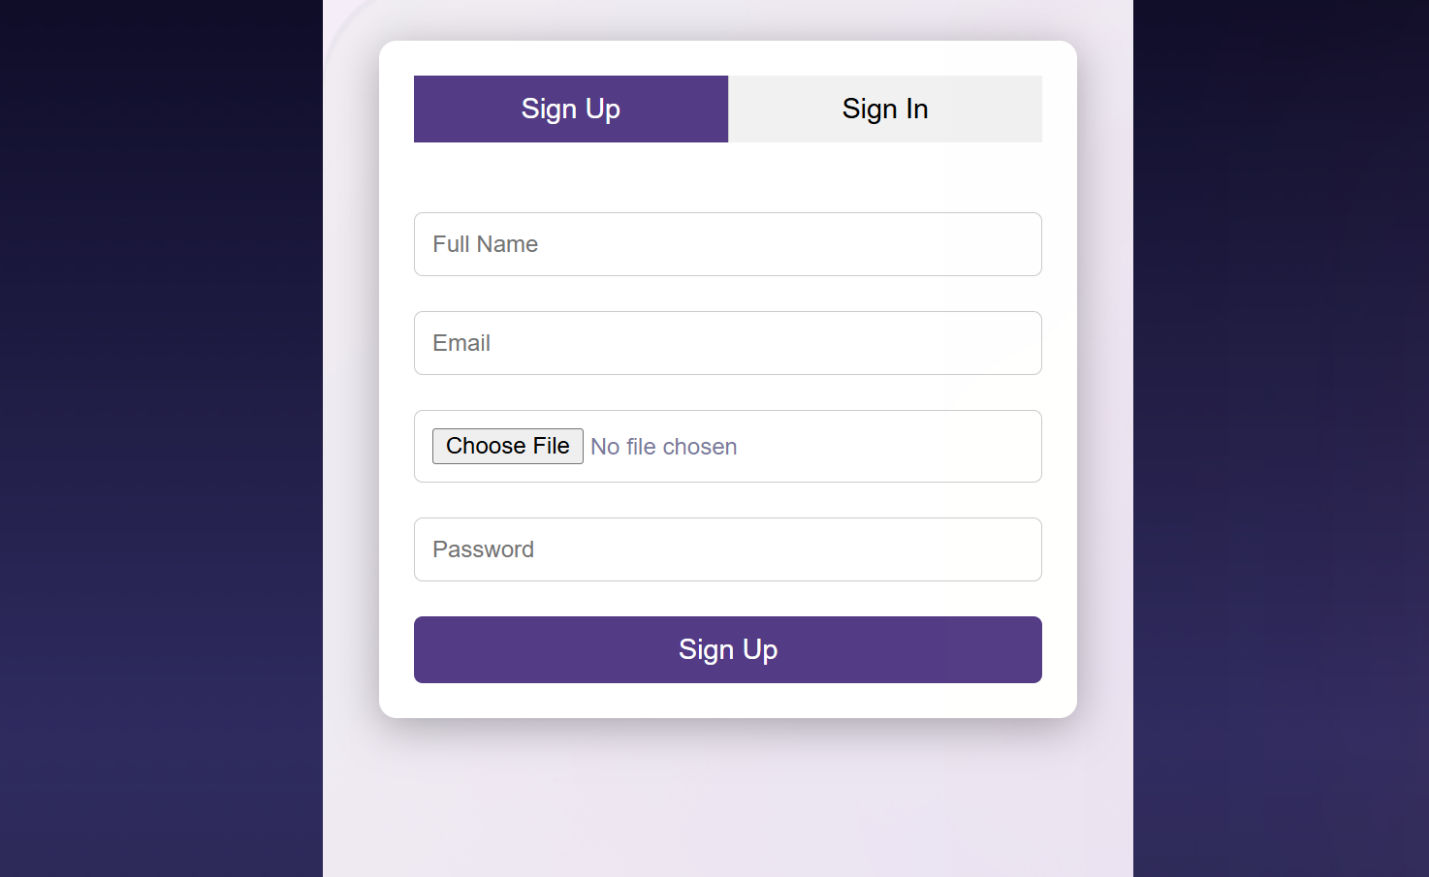 Sign Up Sign In
Full Name
Email
Choose File No file chosen
Password
Sign Up